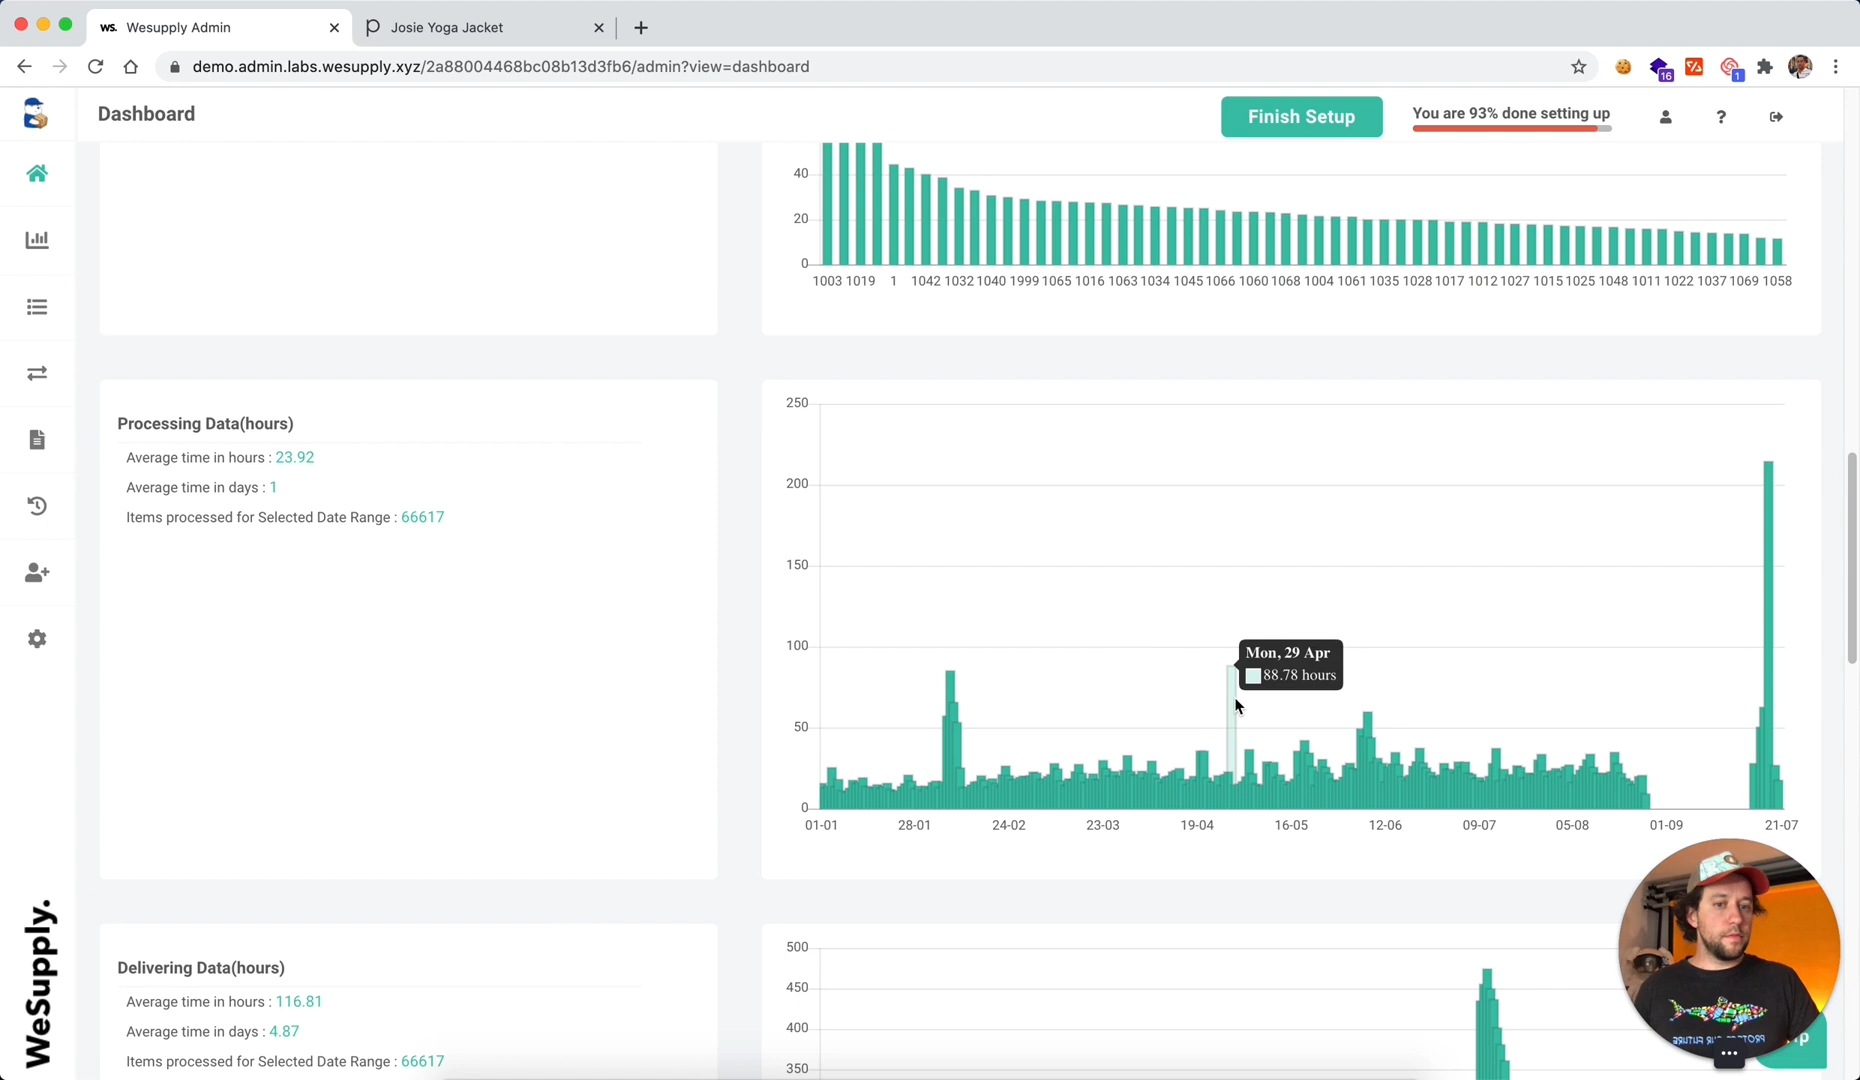 ws. Wesupply Admin
Josie Yoga Jacket
demo.admin.labs.wesupply.xyz/2a88004468bc08b13d3fb6/admin?view=dashboard
16
1
Dashboard
Finish Setup
You are 93% done setting up
?
40
20
0
1003 1019 1 1042 1032 1040 1999 1065 1016 1063 1034 1045 1066 1060 1068 1004 1061 1035 1028 1017 1012 1027 1015 1025 1048 1011 1022 1037 1069 1058
Processing Data(hours)
Average time in hours : 23.92
Average time in days : 1
Items processed for Selected Date Range : 66617
250
200
150
100
50
0
Mon, 29 Apr
88.78 hours
01-01 28-01 24-02 23-03 19-04 16-05 12-06 09-07 05-08 01-09 21-07
WeSupply.
Delivering Data(hours)
Average time in hours : 116.81
Average time in days : 4.87
Items processed for Selected Date Range : 66617
500
450
400
350